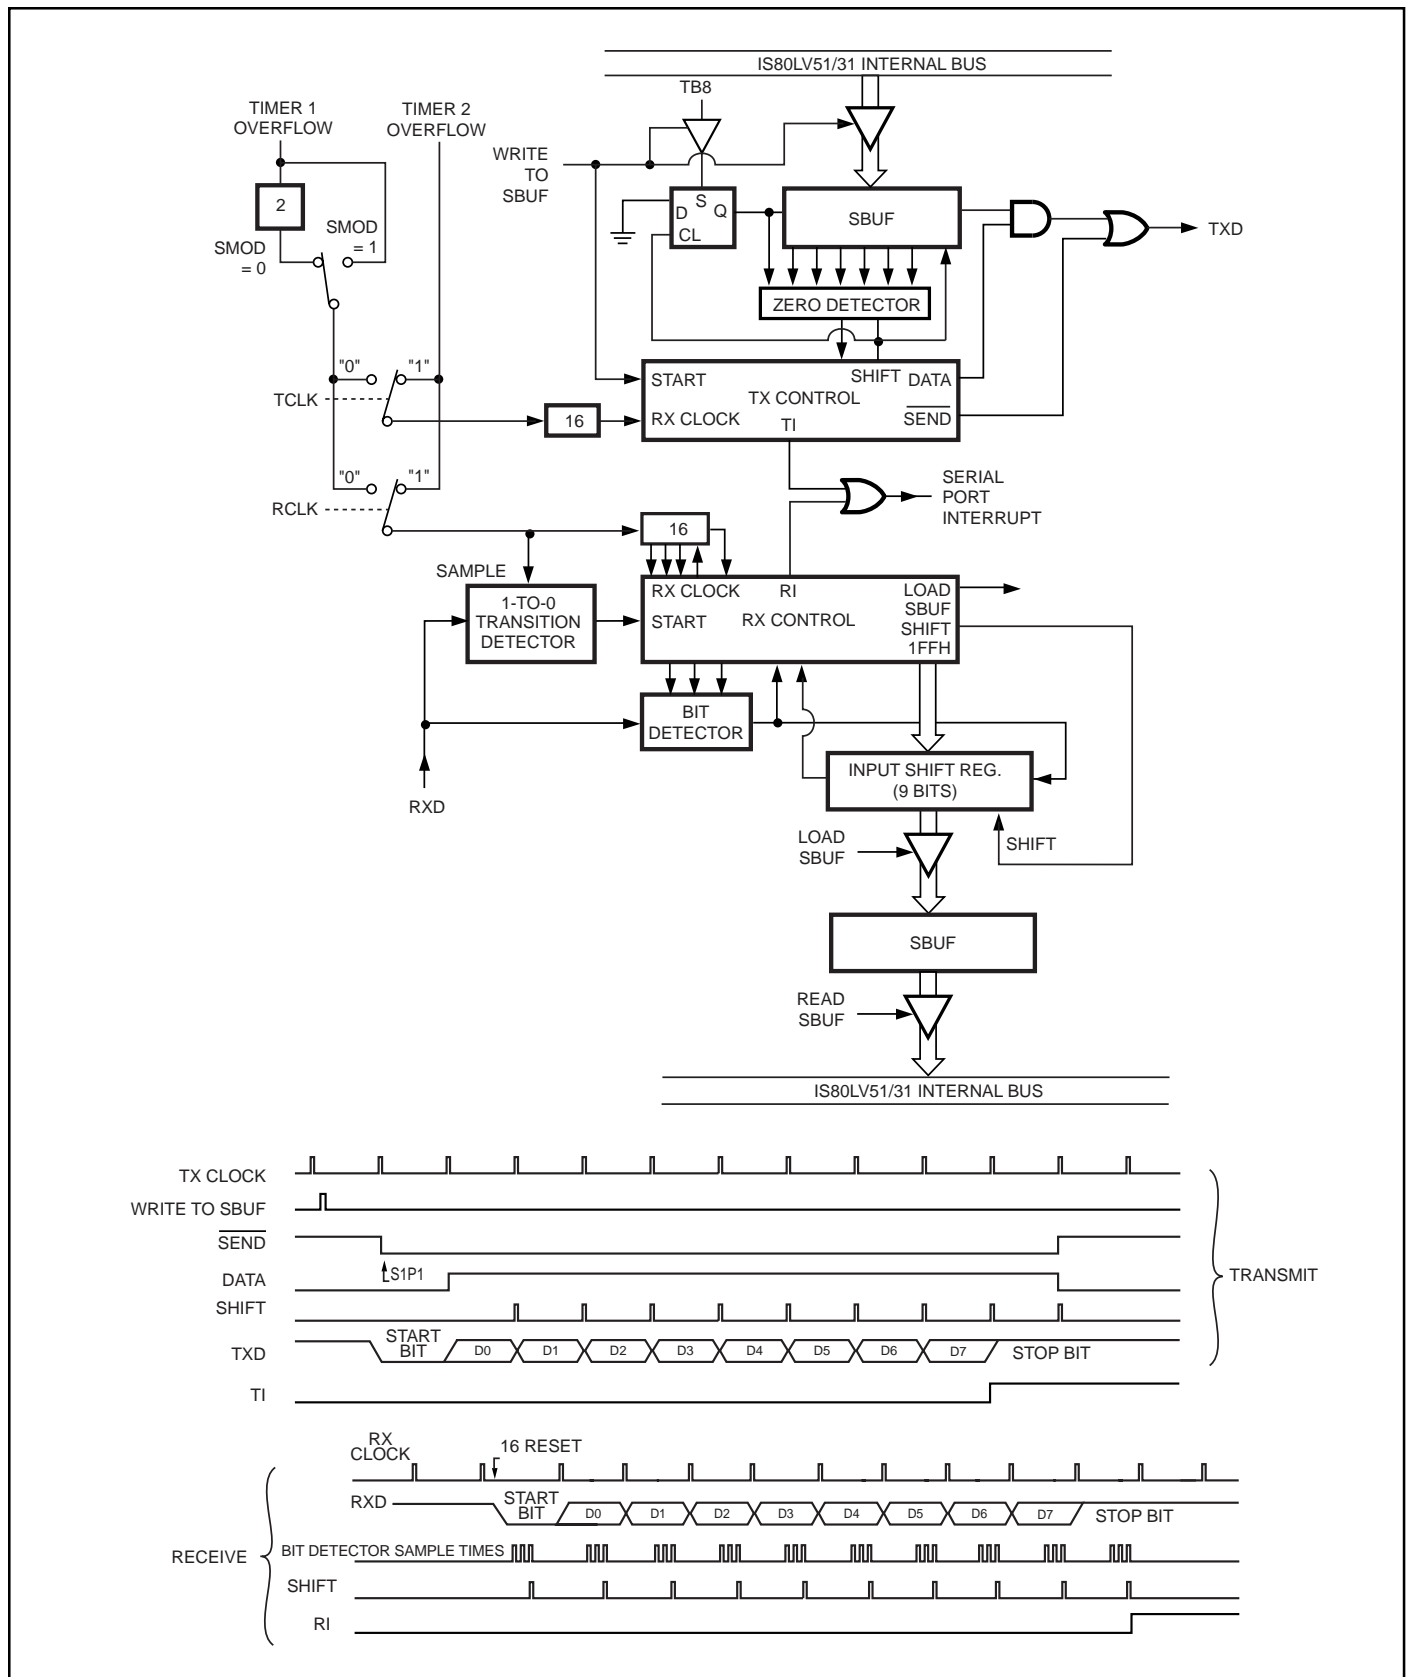 IS80LV51/31 INTERNAL BUS
TB8
TIMER 1
OVERFLOW
TIMER 2
OVERFLOW
WRITE
TO
SBUF
2
SMOD
= 1
SMOD
= 0
S
D
Q
CL
SBUF
TXD
ZERO DETECTOR
"0"
"1"
TCLK
16
START
SHIFT
DATA
TX CONTROL
RX CLOCK
TI
SEND
"0"
"1"
RCLK
SERIAL
PORT
INTERRUPT
16
SAMPLE
1-TO-0
TRANSITION
DETECTOR
RX CLOCK
RI
LOAD
SBUF
START
RX CONTROL
SHIFT
1FFH
BIT
DETECTOR
RXD
INPUT SHIFT REG.
(9 BITS)
LOAD
SBUF
SHIFT
SBUF
READ
SBUF
IS80LV51/31 INTERNAL BUS
TX CLOCK
WRITE TO SBUF
SEND
S1P1
DATA
TRANSMIT
SHIFT
TXD
START
BIT
D0
D1
D2
D3
D4
D5
D6
D7
STOP BIT
TI
RX
CLOCK
16 RESET
RXD
START
BIT
D0
D1
D2
D3
D4
D5
D6
D7
STOP BIT
RECEIVE
BIT DETECTOR SAMPLE TIMES
SHIFT
RI